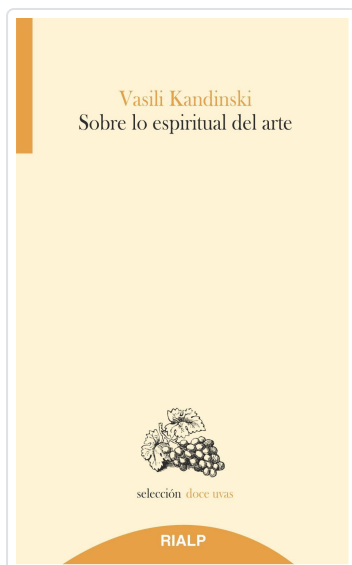 Vasili Kandinski
Sobre lo espiritual del arte
selección doce uvas
RIALP